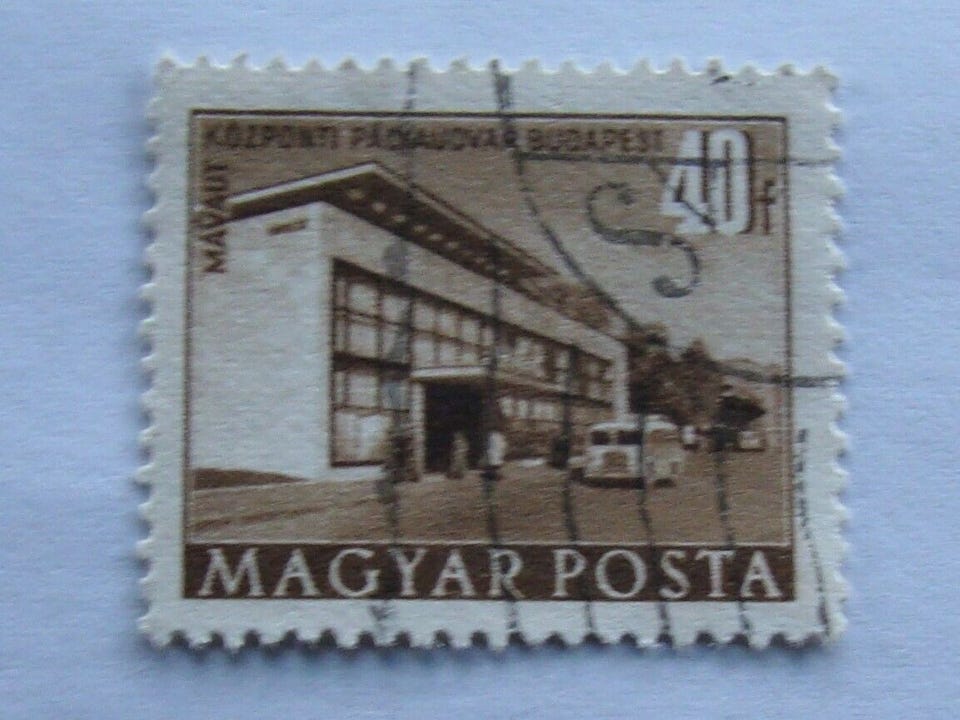 MÁVAUT
KÖZPONTI PÁLYAUDVAR BUDAPEST
40 f
MAGYAR POSTA
S